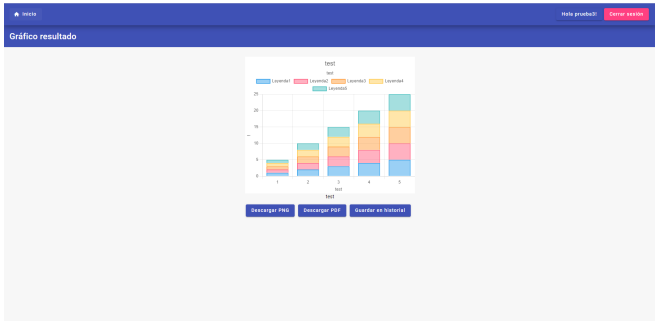 Inicio
Hola prueba3!
Cerrar sesión
Gráfico resultado
test
test
Leyenda1 Leyenda2 Leyenda3 Leyenda4
Leyenda5
25
20
15
10
5
0
1 2 3 4 5
test
test
Descargar PNG Descargar PDF Guardar en historial